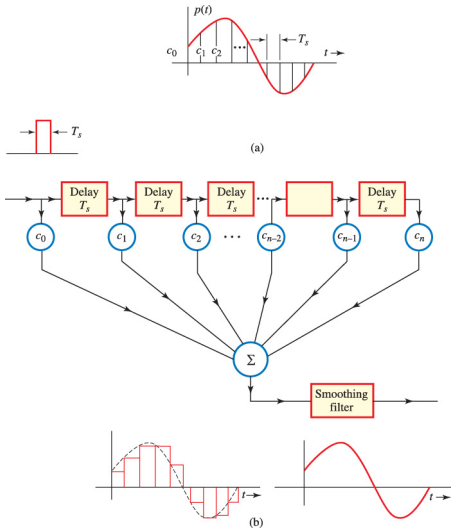 p(t)
c0 c1 c2 ... Ts t
(a)
Ts
Delay Ts Delay Ts Delay Ts ... Delay Ts
c0 c1 c2 ... cn–2 cn–1 cn
Σ
Smoothing
filter
t t
(b)